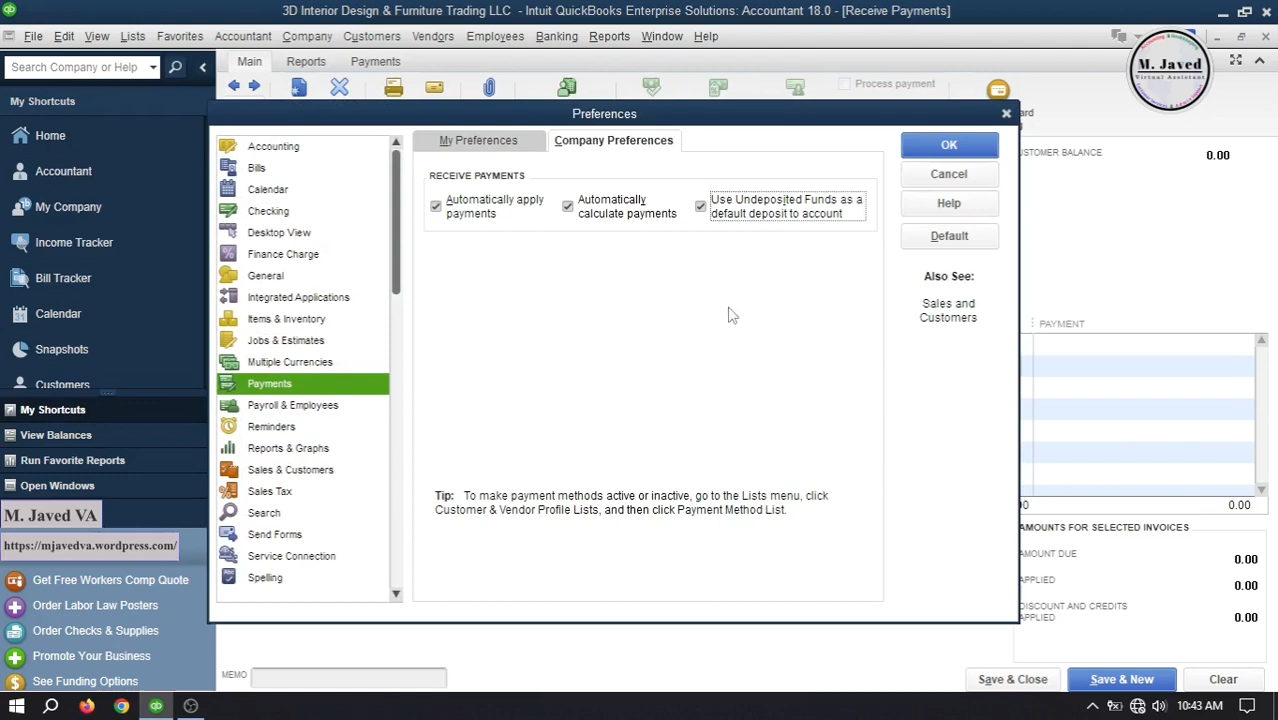 3D Interior Design & Furniture Trading LLC - Intuit QuickBooks Enterprise Solutions: Accountant 18.0 - [Receive Payments]
File Edit View Lists Favorites Accountant Company Customers Vendors Employees Banking Reports Window Help
Search Company or Help
Main Reports Payments
Process payment
M. Javed
Virtual Assistant
My Shortcuts
Home
Accountant
My Company
Income Tracker
Bill Tracker
Calendar
Snapshots
Customers
My Shortcuts
View Balances
Run Favorite Reports
Open Windows
M. Javed VA
https://mjavedva.wordpress.com/
Get Free Workers Comp Quote
Order Labor Law Posters
Order Checks & Supplies
Promote Your Business
See Funding Options
Preferences
Accounting
Bills
Calendar
Checking
Desktop View
Finance Charge
General
Integrated Applications
Items & Inventory
Jobs & Estimates
Multiple Currencies
Payments
Payroll & Employees
Reminders
Reports & Graphs
Sales & Customers
Sales Tax
Search
Send Forms
Service Connection
Spelling
My Preferences Company Preferences
RECEIVE PAYMENTS
Automatically apply
payments
Automatically
calculate payments
Use Undeposited Funds as a
default deposit to account
Tip: To make payment methods active or inactive, go to the Lists menu, click
Customer & Vendor Profile Lists, and then click Payment Method List.
OK
Cancel
Help
Default
Also See:
Sales and
Customers
ard
USTOMER BALANCE 0.00
PAYMENT
00 0.00
AMOUNTS FOR SELECTED INVOICES
AMOUNT DUE 0.00
APPLIED 0.00
DISCOUNT AND CREDITS
APPLIED 0.00
MEMO
Save & Close Save & New Clear
10:43 AM